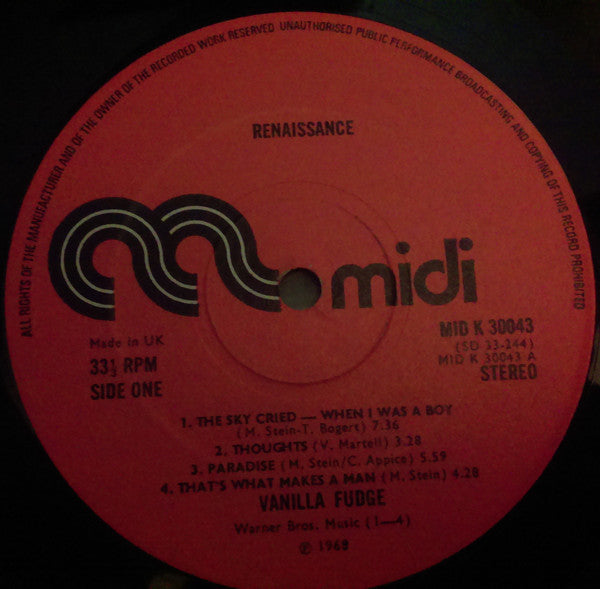 ALL RIGHTS OF THE MANUFACTURER AND OF THE OWNER OF THE RECORDED WORK RESERVED UNAUTHORISED PUBLIC PERFORMANCE BROADCASTING AND COPYING OF THIS RECORD PROHIBITED
RENAISSANCE
midi
Made in UK
33⅓ RPM
SIDE ONE
MID K 30043
(SD 33-244)
MID K 30043 A
STEREO
1. THE SKY CRIED — WHEN I WAS A BOY
(M. Stein-T. Bogert) 7.36
2. THOUGHTS (V. Martell) 3.28
3. PARADISE (M. Stein/C. Appice) 5.59
4. THAT'S WHAT MAKES A MAN (M. Stein) 4.28
VANILLA FUDGE
Warner Bros. Music (1—4)
℗ 1968